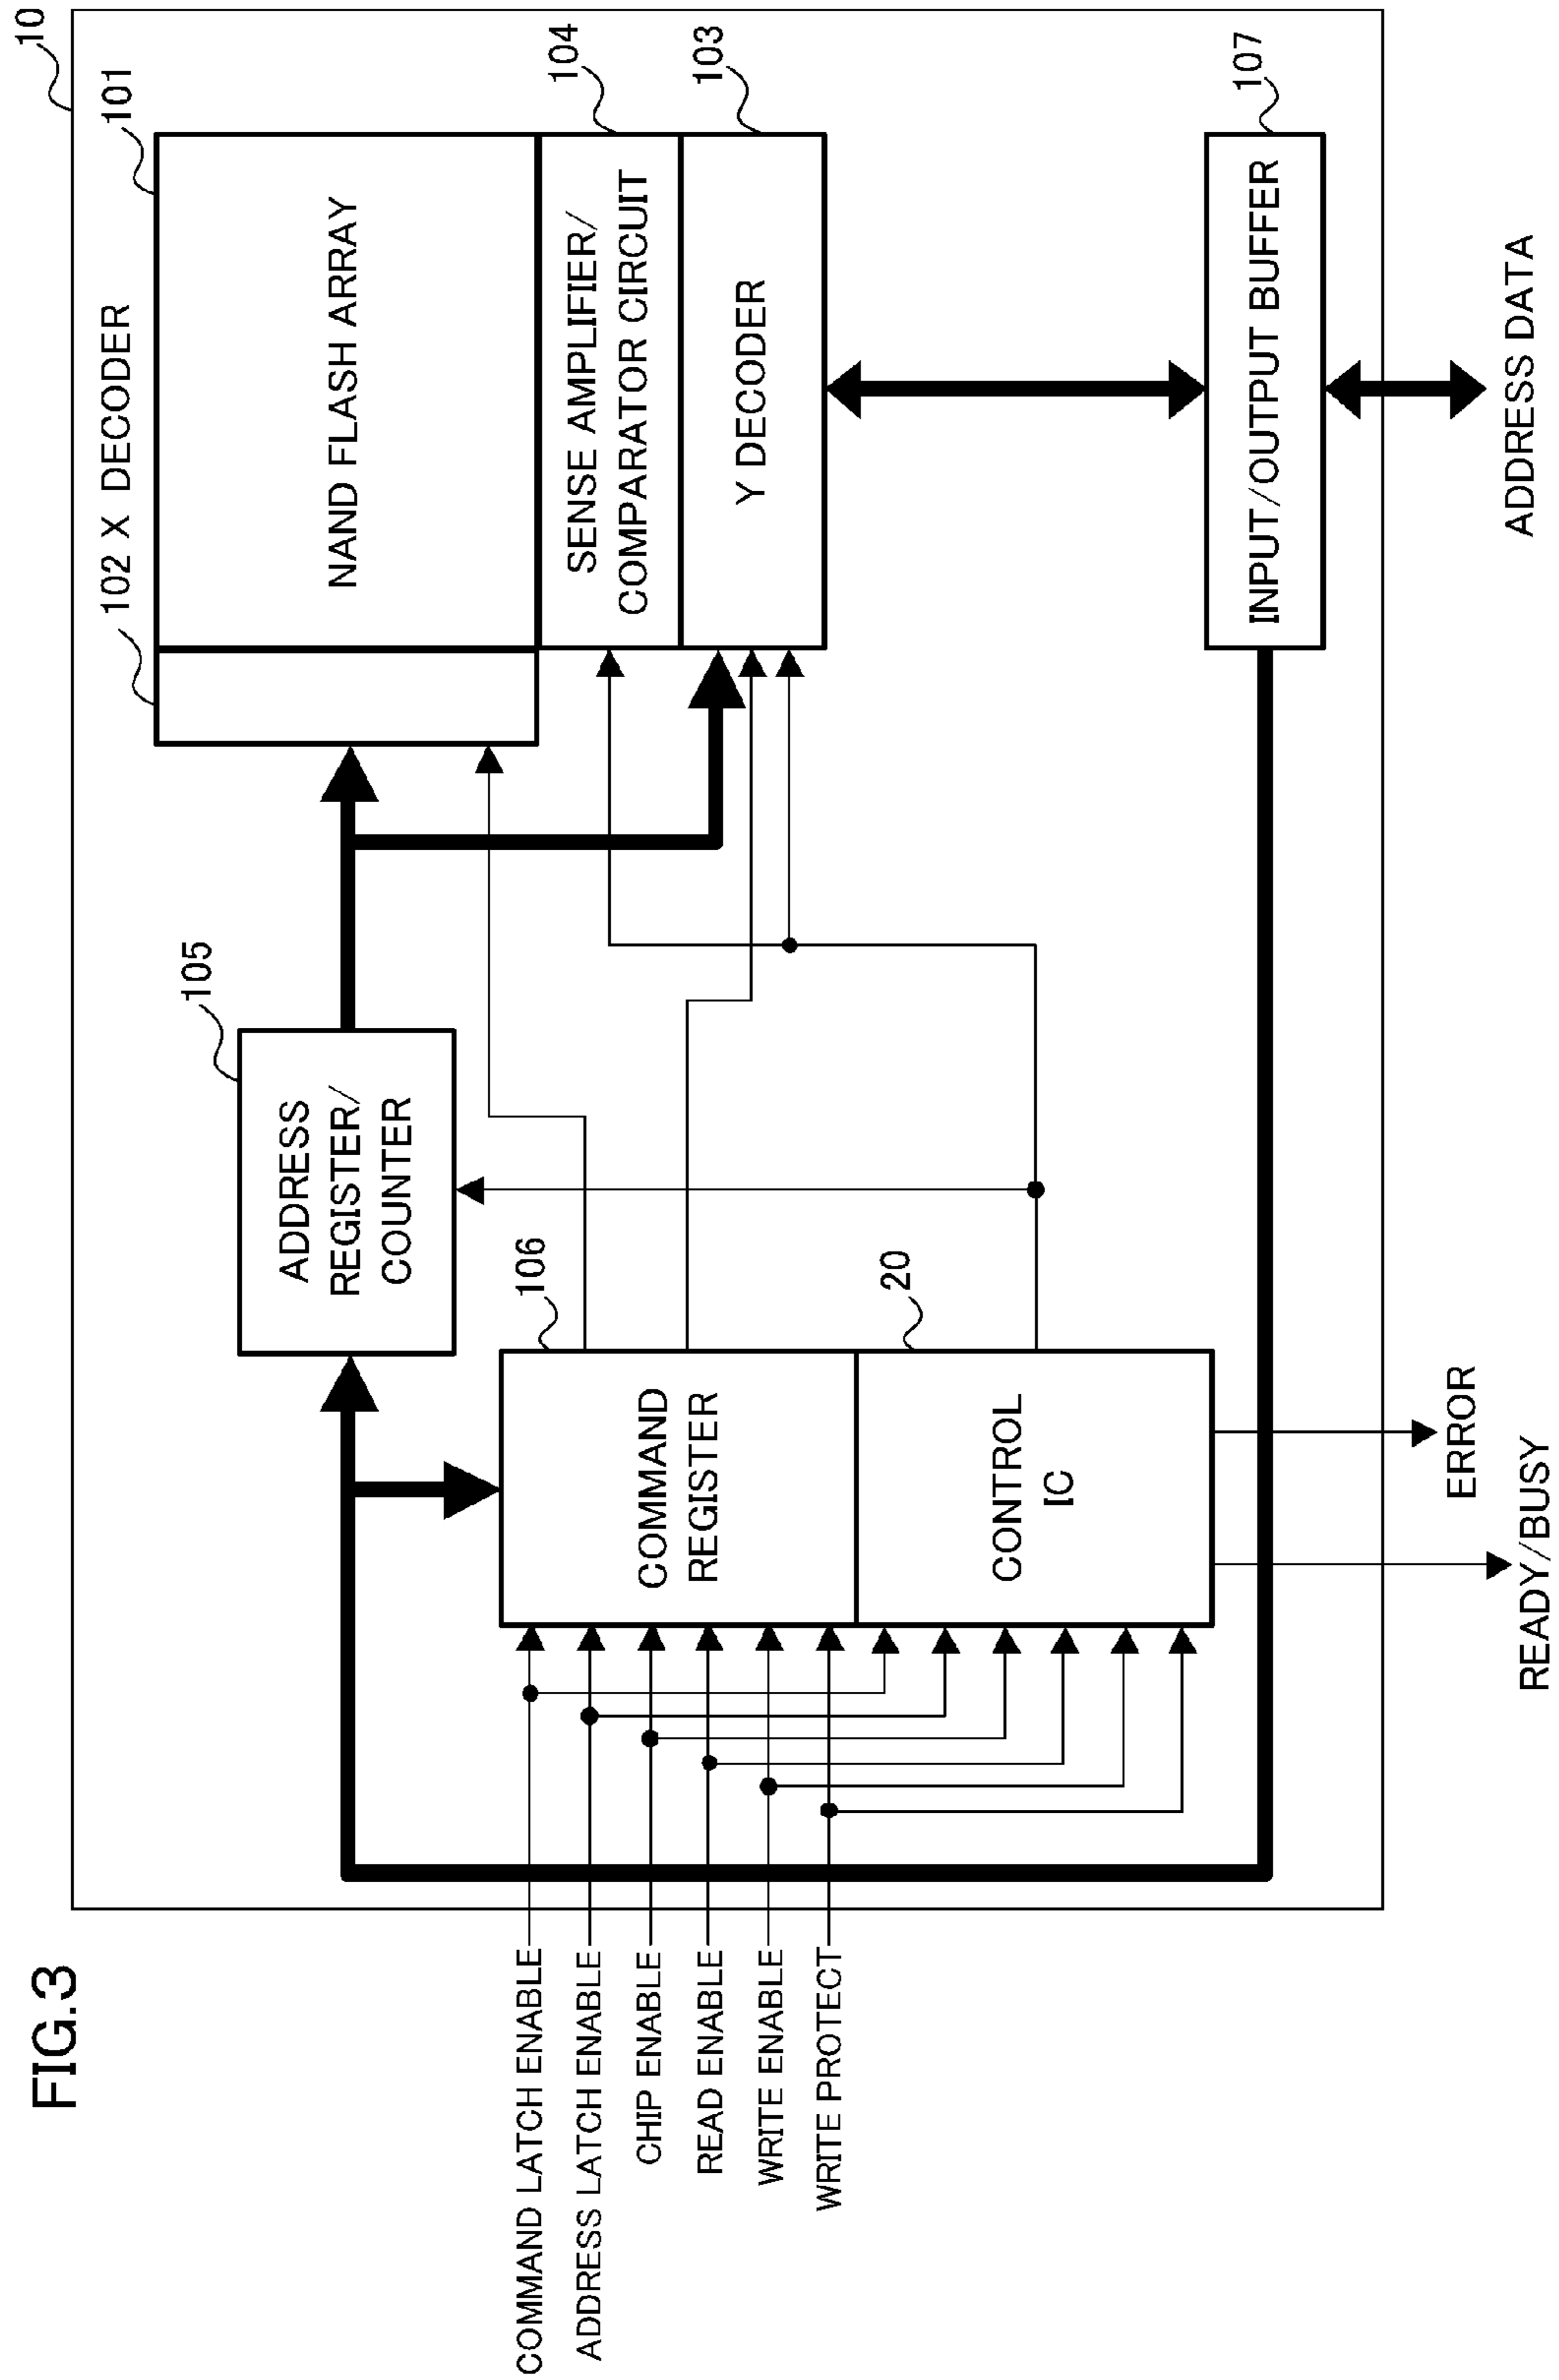 FIG.3
10
102 X DECODER
101
NAND FLASH ARRAY
104
SENSE AMPLIFIER/
COMPARATOR CIRCUIT
103
Y DECODER
105
ADDRESS
REGISTER/
COUNTER
106
COMMAND
REGISTER
20
CONTROL
IC
COMMAND LATCH ENABLE
ADDRESS LATCH ENABLE
CHIP ENABLE
READ ENABLE
WRITE ENABLE
WRITE PROTECT
107
INPUT/OUTPUT BUFFER
ERROR
READY/BUSY
ADDRESS DATA